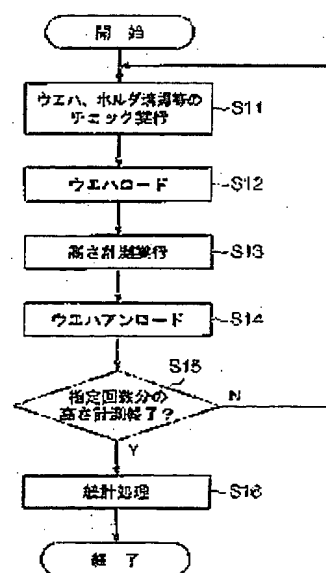 開 始
ウエハ、ホルダ清掃等の
チェック実行
S11
ウエハロード
S12
高さ計測実行
S13
ウエハアンロード
S14
S15
指定回数分の
高さ計測終了?
N
Y
統計処理
S16
終 了